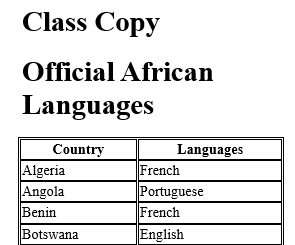 Class Copy
Official African
Languages
Country Languages
Algeria French
Angola Portuguese
Benin French
Botswana English